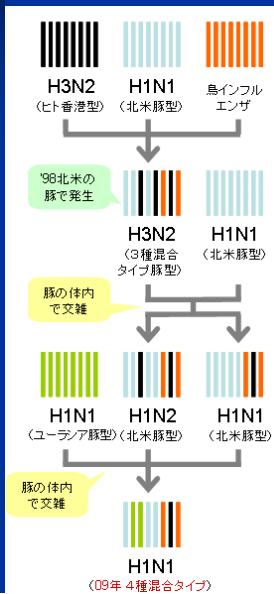 H3N2
(ヒト香港型)
H1N1
(北米豚型)
鳥インフル
エンザ
'98北米の
豚で発生
H3N2
(3種混合
タイプ豚型)
H1N1
(北米豚型)
豚の体内
で交雑
H1N1
(ユーラシア豚型)
H1N2
(北米豚型)
H1N1
(北米豚型)
豚の体内
で交雑
H1N1
(09年 4種混合タイプ)